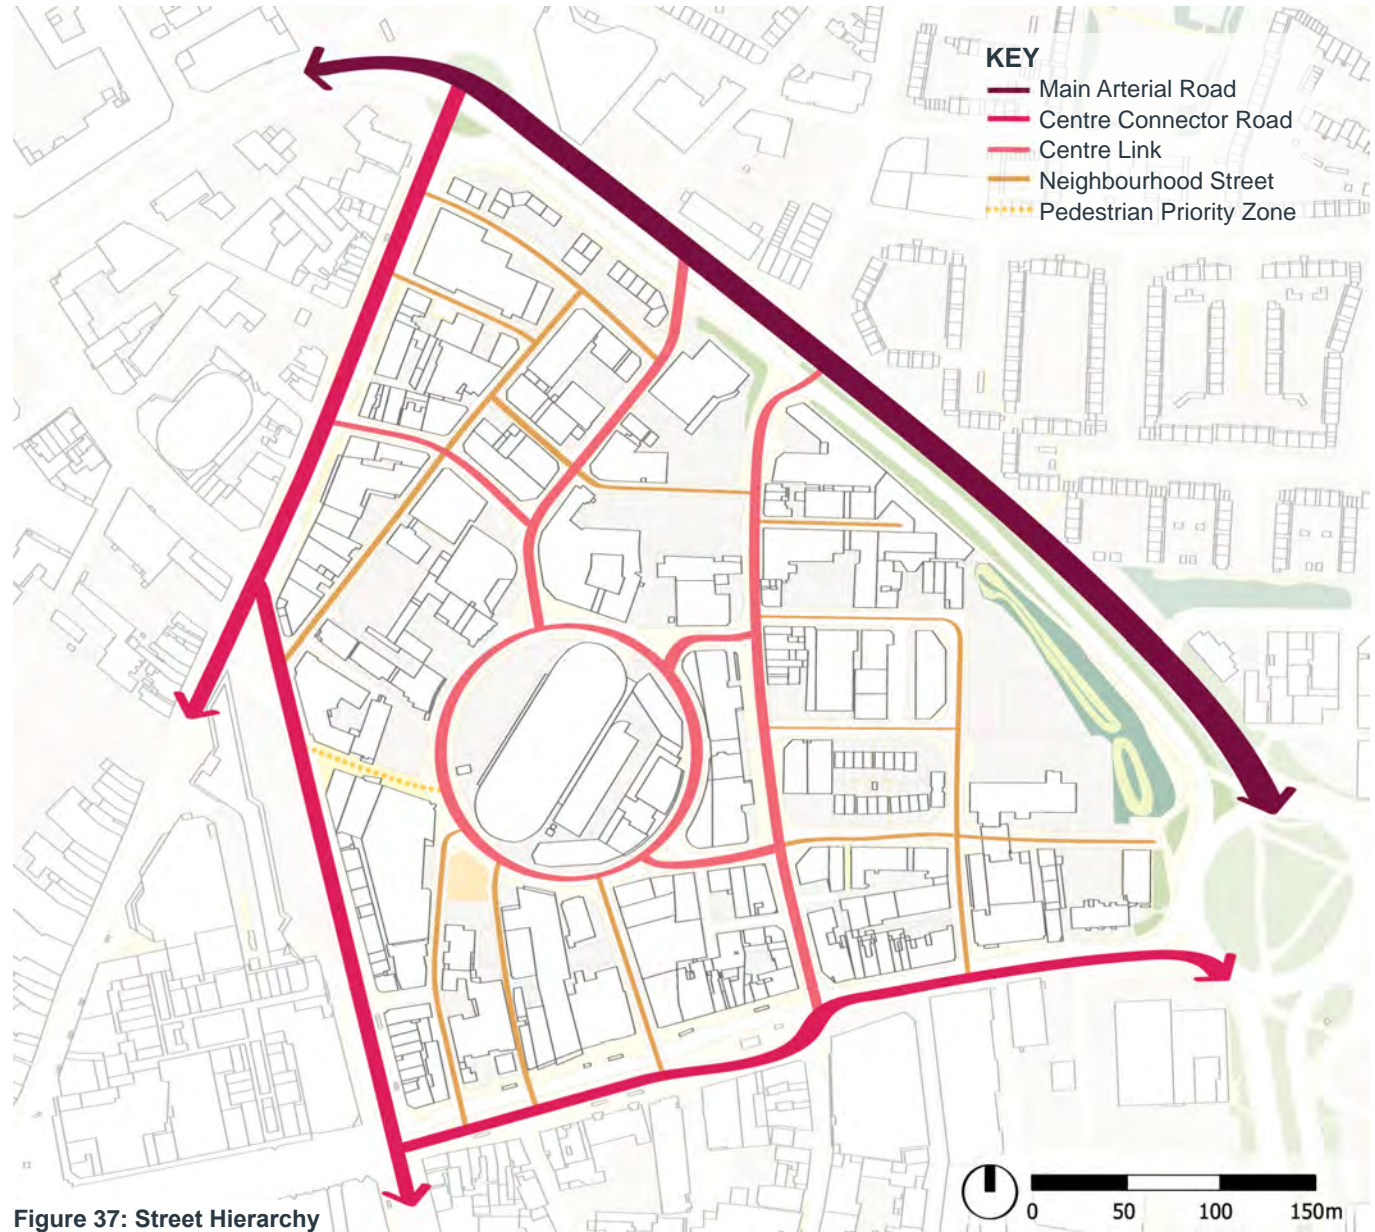 KEY
Main Arterial Road
Centre Connector Road
Centre Link
Neighbourhood Street
Pedestrian Priority Zone
0 50 100 150m
Figure 37: Street Hierarchy